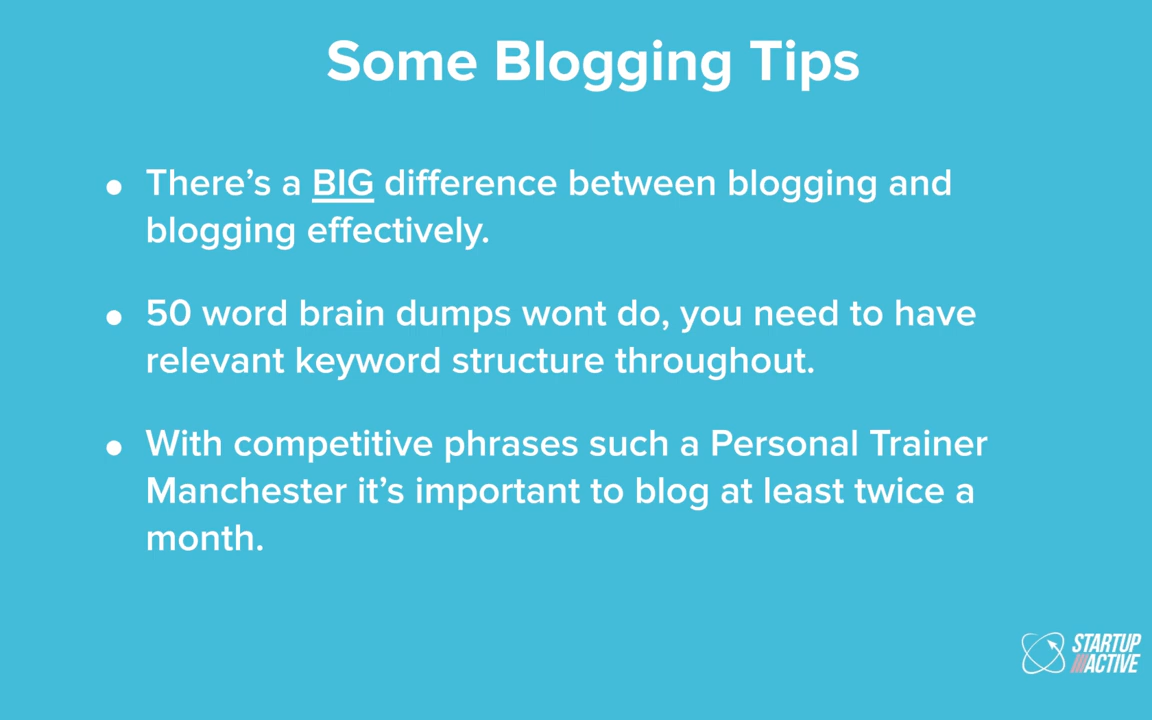 Some Blogging Tips
• There’s a BIG difference between blogging and
blogging effectively.
• 50 word brain dumps wont do, you need to have
relevant keyword structure throughout.
• With competitive phrases such a Personal Trainer
Manchester it’s important to blog at least twice a
month.
STARTUP
ACTIVE